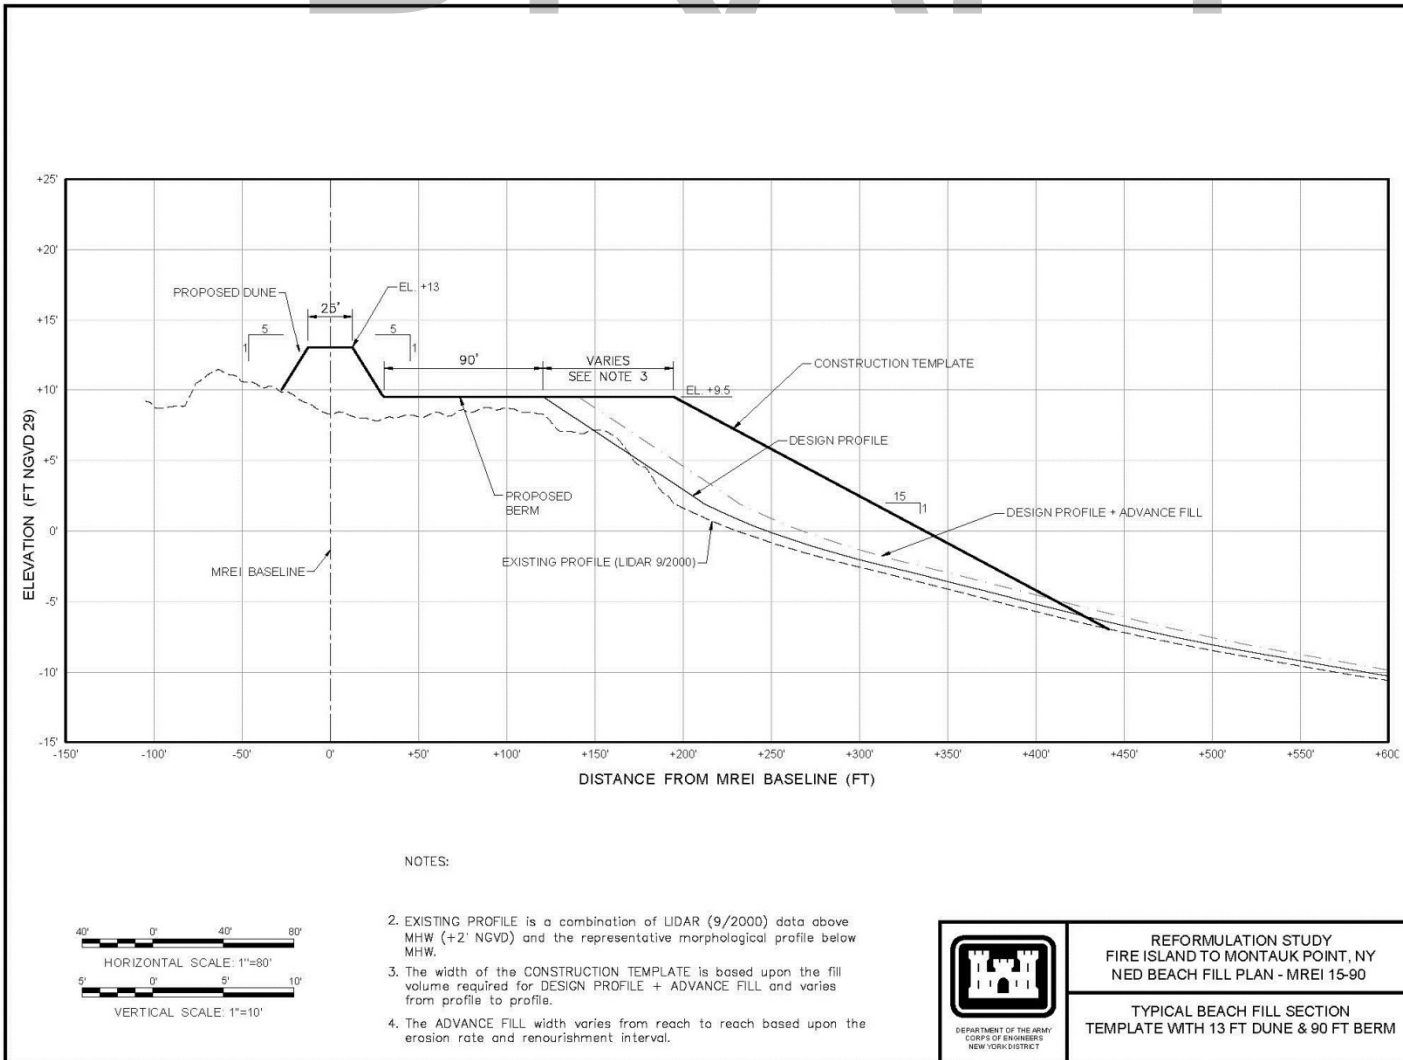 +25'
+20'
+15'
+10'
+5'
0'
-5'
-10'
-15'
ELEVATION (FT NGVD 29)
PROPOSED DUNE
25'
EL. +13
5
1
5
1
90'
VARIES
SEE NOTE 3
EL. +9.5
CONSTRUCTION TEMPLATE
DESIGN PROFILE
PROPOSED
BERM
15
1
DESIGN PROFILE + ADVANCE FILL
EXISTING PROFILE (LIDAR 9/2000)
MREI BASELINE
-150' -100' -50' 0' +50' +100' +150' +200' +250' +300' +350' +400' +450' +500' +550' +600
DISTANCE FROM MREI BASELINE (FT)
NOTES:
2. EXISTING PROFILE is a combination of LIDAR (9/2000) data above
MHW (+2' NGVD) and the representative morphological profile below
MHW.
3. The width of the CONSTRUCTION TEMPLATE is based upon the fill
volume required for DESIGN PROFILE + ADVANCE FILL and varies
from profile to profile.
4. The ADVANCE FILL width varies from reach to reach based upon the
erosion rate and renourishment interval.
40' 0' 40' 80'
HORIZONTAL SCALE: 1"=80'
5' 0' 5' 10'
VERTICAL SCALE: 1"=10'
DEPARTMENT OF THE ARMY
CORPS OF ENGINEERS
NEW YORK DISTRICT
REFORMULATION STUDY
FIRE ISLAND TO MONTAUK POINT, NY
NED BEACH FILL PLAN - MREI 15-90
TYPICAL BEACH FILL SECTION
TEMPLATE WITH 13 FT DUNE & 90 FT BERM